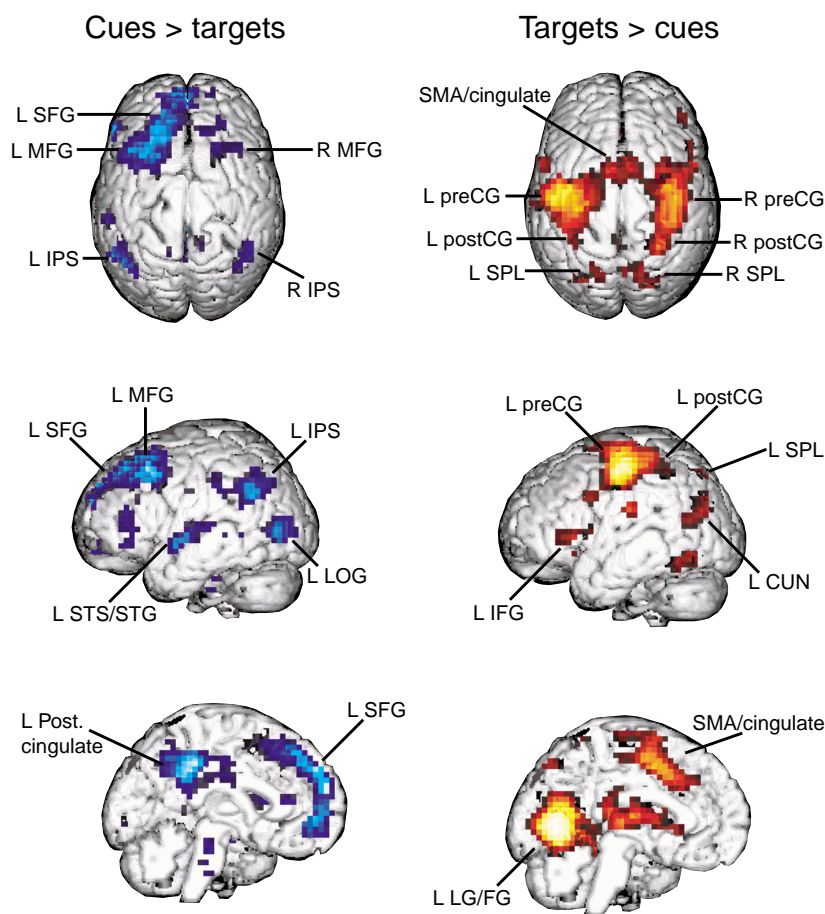 Cues > targets
Targets > cues
L SFG
L MFG
R MFG
L IPS
R IPS
SMA/cingulate
L preCG
R preCG
L postCG
R postCG
L SPL
R SPL
L MFG
L SFG
L IPS
L STS/STG
L LOG
L preCG
L postCG
L SPL
L IFG
L CUN
L Post.
cingulate
L SFG
SMA/cingulate
L LG/FG